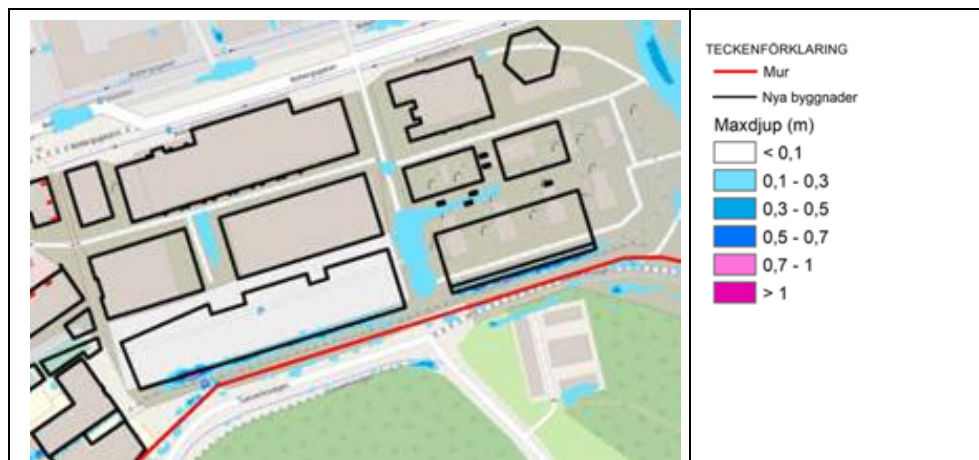 TECKENFÖRKLARING
Mur
Nya byggnader
Maxdjup (m)
< 0,1
0,1 - 0,3
0,3 - 0,5
0,5 - 0,7
0,7 - 1
> 1